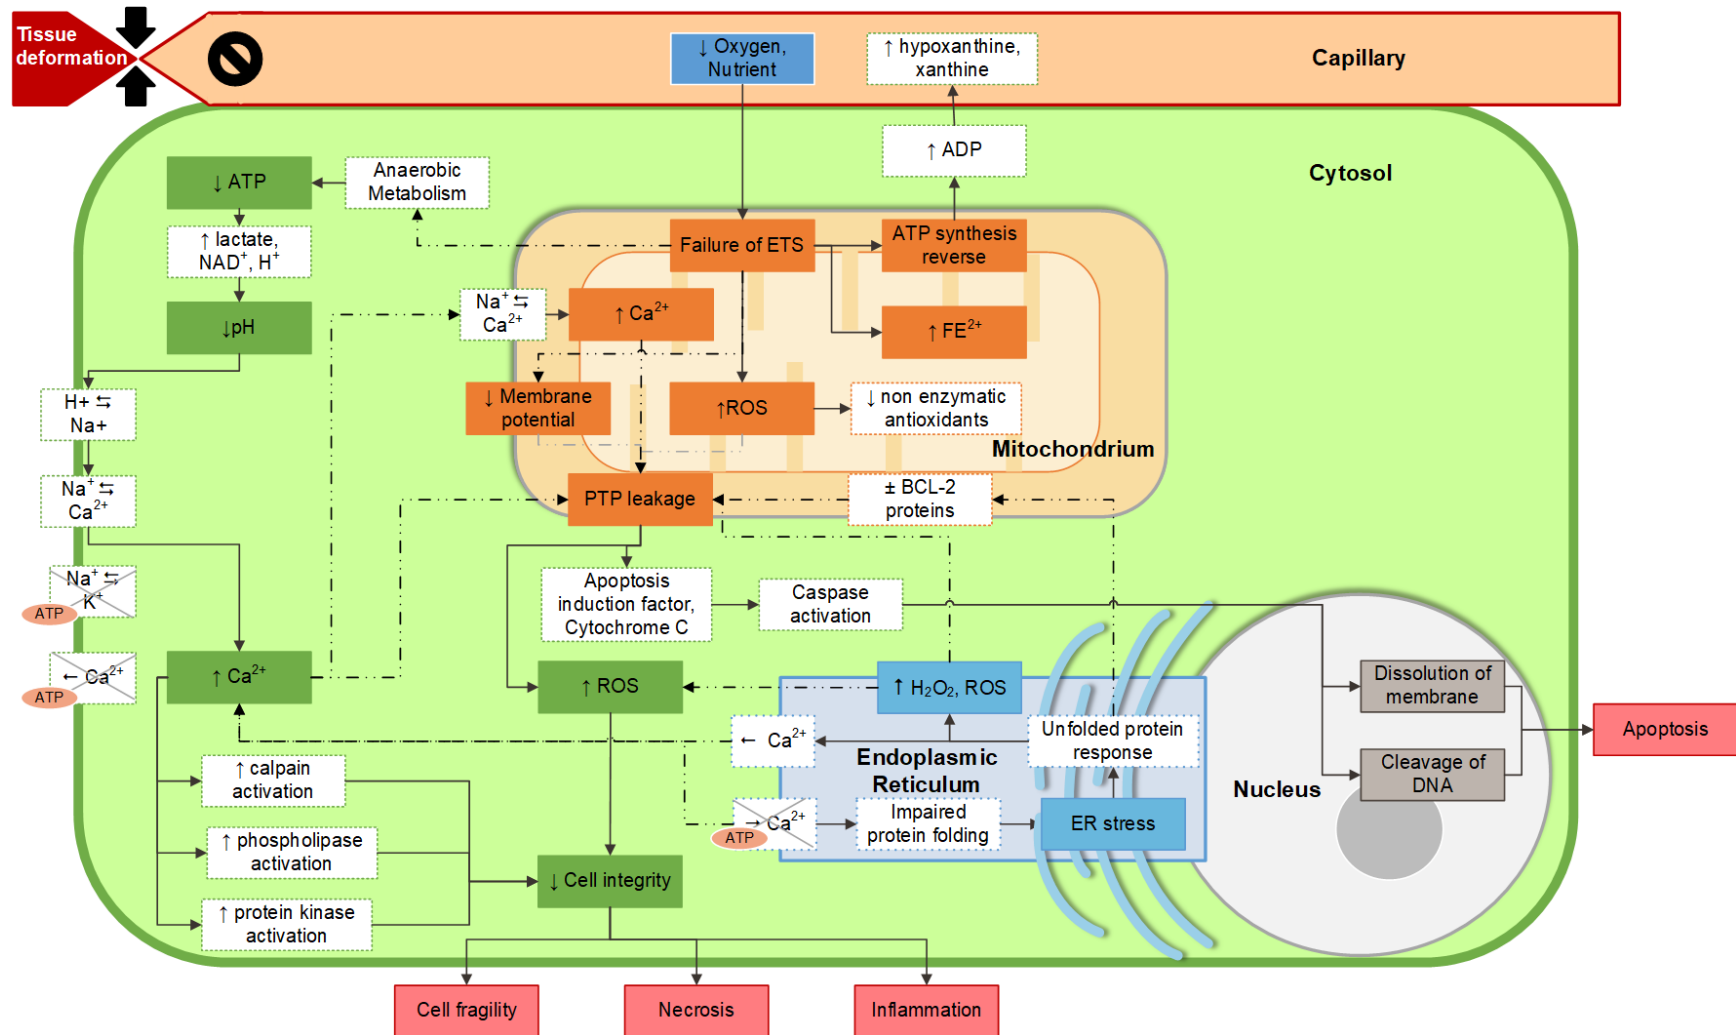 Tissue
deformation
↓ Oxygen,
Nutrient
↑ hypoxanthine,
xanthine
Capillary
↑ ADP
Cytosol
↓ ATP
Anaerobic
Metabolism
↑ lactate,
NAD⁺, H⁺
Failure of ETS
ATP synthesis
reverse
Na⁺ ⇆
Ca²⁺
↑ Ca²⁺
↓pH
↑ FE²⁺
H+ ⇆
Na+
↓ Membrane
potential
↑ROS
↓ non enzymatic
antioxidants
Mitochondrium
Na⁺ ⇆
Ca²⁺
PTP leakage
± BCL-2
proteins
Na⁺ ⇆
K⁺
ATP
Apoptosis
induction factor,
Cytochrome C
Caspase
activation
← Ca²⁺
ATP
↑ Ca²⁺
↑ ROS
↑ H₂O₂, ROS
Dissolution of
membrane
Apoptosis
← Ca²⁺
Unfolded protein
response
Endoplasmic
Reticulum
Cleavage of
DNA
Nucleus
↑ calpain
activation
→ Ca²⁺
ATP
Impaired
protein folding
ER stress
↑ phospholipase
activation
↓ Cell integrity
↑ protein kinase
activation
Cell fragility
Necrosis
Inflammation